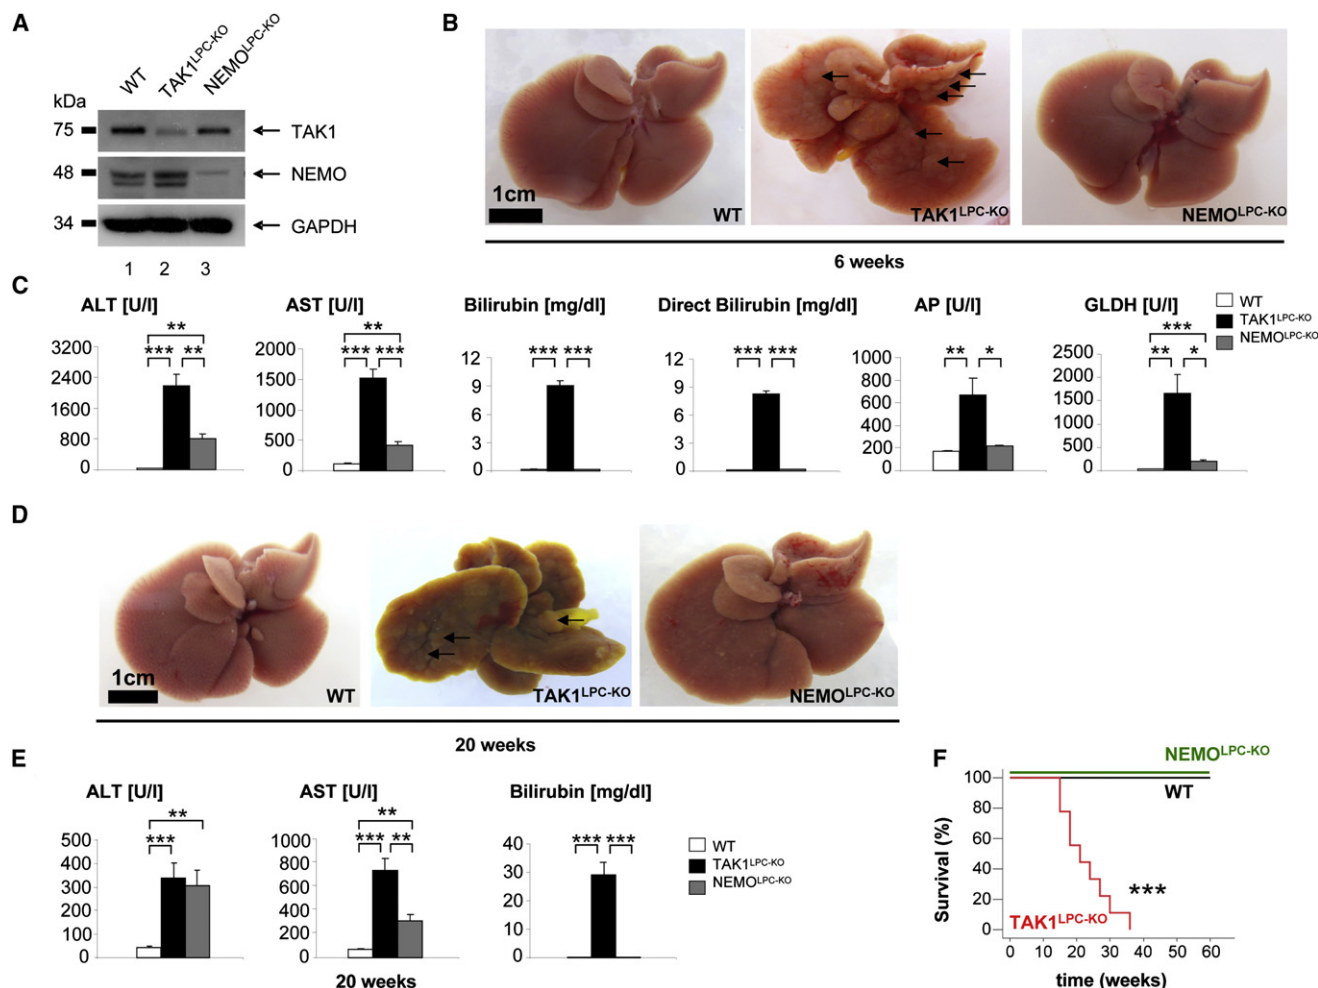 A
WT
TAK1LPC-KO
NEMOLPC-KO
kDa
75
TAK1
48
NEMO
34
GAPDH
1 2 3
B
1cm
WT
TAK1LPC-KO
NEMOLPC-KO
6 weeks
C
ALT [U/l]
**
*** **
3200
2400
1600
800
0
AST [U/l]
**
*** ***
2000
1500
1000
500
0
Bilirubin [mg/dl]
*** ***
12
9
6
3
0
Direct Bilirubin [mg/dl]
*** ***
12
9
6
3
0
AP [U/l]
** *
1000
800
600
400
200
0
GLDH [U/l]
***
** *
2500
2000
1500
1000
500
0
WT
TAK1LPC-KO
NEMOLPC-KO
D
1cm
WT
TAK1LPC-KO
NEMOLPC-KO
20 weeks
E
ALT [U/l]
**
***
500
400
300
200
100
0
AST [U/l]
**
*** **
1000
800
600
400
200
0
20 weeks
Bilirubin [mg/dl]
*** ***
40
30
20
10
0
WT
TAK1LPC-KO
NEMOLPC-KO
F
NEMOLPC-KO
WT
***
TAK1LPC-KO
Survival (%)
100
80
60
40
20
0
0 10 20 30 40 50 60
time (weeks)